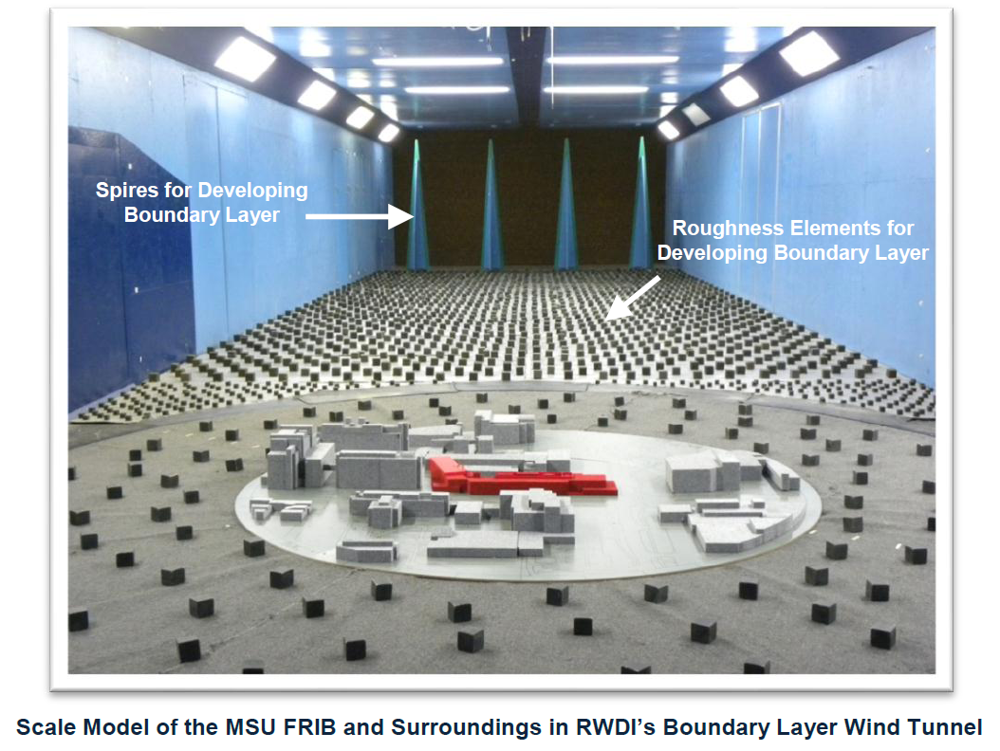 Spires for Developing
Boundary Layer
Roughness Elements for
Developing Boundary Layer
Scale Model of the MSU FRIB and Surroundings in RWDI's Boundary Layer Wind Tunnel